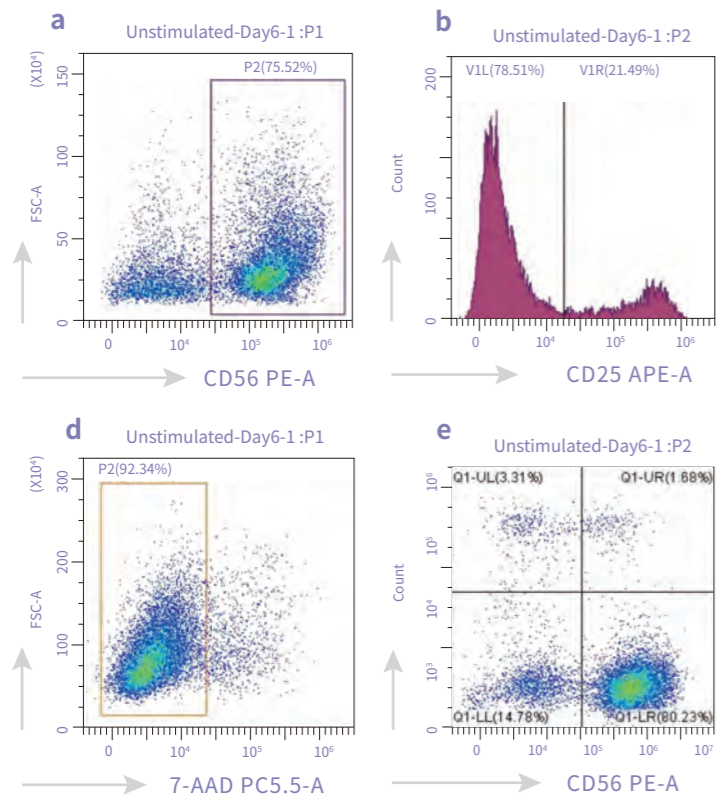 a
Unstimulated-Day6-1 :P1
(X10⁴)
P2(75.52%)
150
100
50
0
FSC-A
0 10⁴ 10⁵ 10⁶
CD56 PE-A
b
Unstimulated-Day6-1 :P2
V1L(78.51%) V1R(21.49%)
200
100
0
Count
0 10⁴ 10⁵ 10⁶
CD25 APE-A
d
Unstimulated-Day6-1 :P1
(X10⁴)
P2(92.34%)
300
200
100
0
FSC-A
0 10⁴ 10⁵ 10⁶
7-AAD PC5.5-A
e
Unstimulated-Day6-1 :P2
Q1-UL(3.31%) Q1-UR(1.68%)
10⁶
10⁵
10⁴
10³
0
Count
Q1-LL(14.78%) Q1-LR(80.23%)
0 10⁴ 10⁵ 10⁶ 10⁷
CD56 PE-A